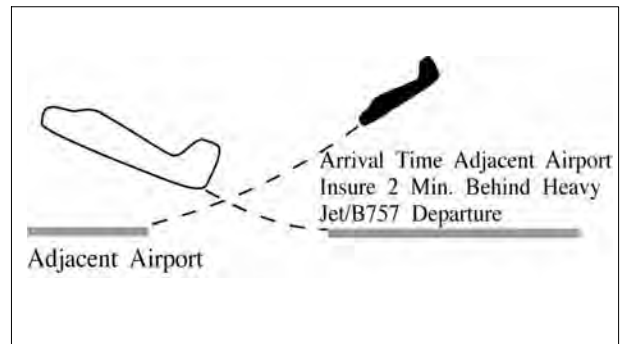 Arrival Time Adjacent Airport
Insure 2 Min. Behind Heavy
Jet/B757 Departure
Adjacent Airport